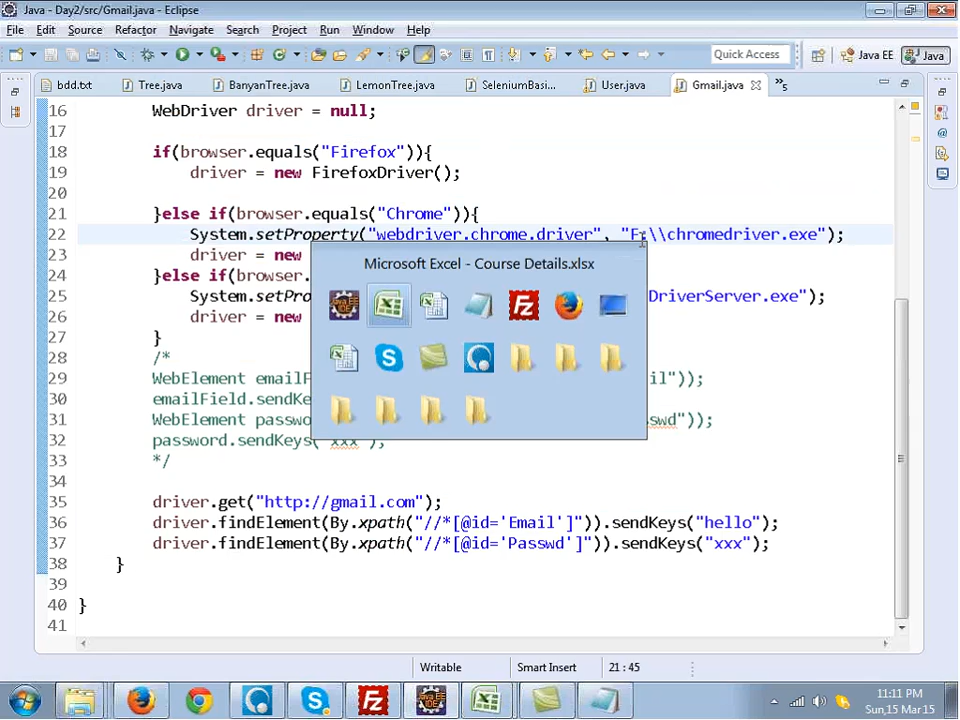 Java - Day2/src/Gmail.java - Eclipse
File Edit Source Refactor Navigate Search Project Run Window Help
Quick Access Java EE Java
bdd.txt Tree.java BanyanTree.java LemonTree.java SeleniumBasi... User.java Gmail.java »5
16 WebDriver driver = null;
17
18 if(browser.equals("Firefox")){
19 driver = new FirefoxDriver();
20
21 }else if(browser.equals("Chrome")){
22 System.setProperty("webdriver.chrome.driver", "F:\\chromedriver.exe");
23 driver = new
24 }else if(brows
25 System.setPro DriverServer.exe");
26 driver = new
27 }
28 /*
29 WebElement emailF il"));
30 emailField.sendKe
31 WebElement passwo sswd"));
32 password.sendKeys("xxx");
33 */
34
35 driver.get("http://gmail.com");
36 driver.findElement(By.xpath("//*[@id='Email']")).sendKeys("hello");
37 driver.findElement(By.xpath("//*[@id='Passwd']")).sendKeys("xxx");
38 }
39
40 }
41
Microsoft Excel - Course Details.xlsx
Writable Smart Insert 21 : 45
11:11 PM
Sun,15 Mar 15